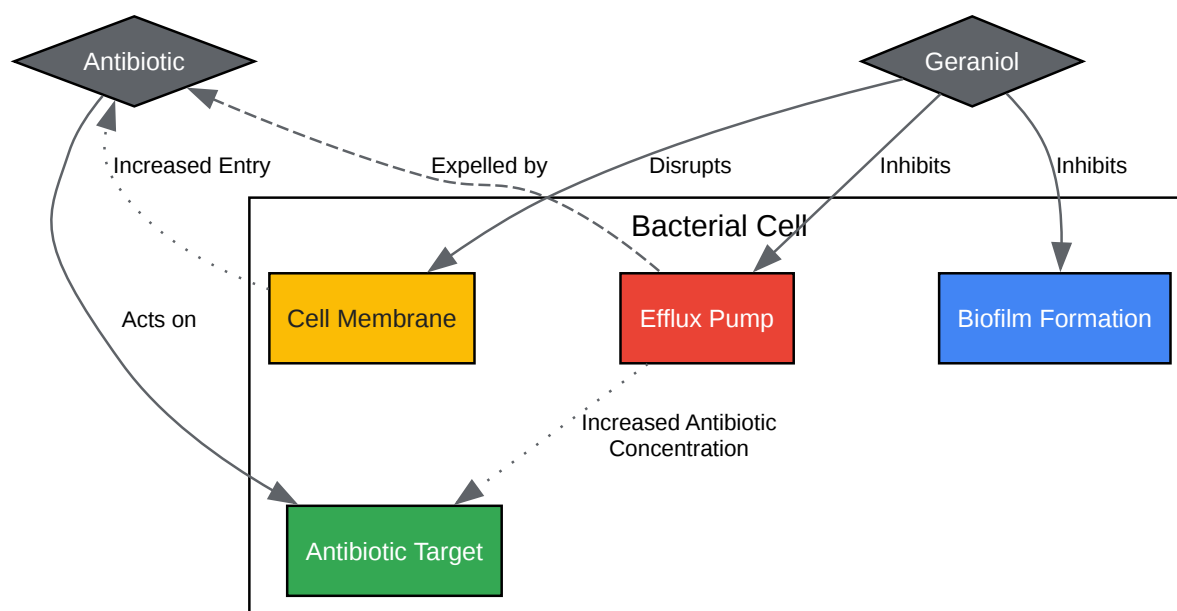 Antibiotic
Geraniol
Increased Entry
Expelled by
Disrupts
Inhibits
Inhibits
Bacterial Cell
Cell Membrane
Efflux Pump
Biofilm Formation
Acts on
Increased Antibiotic
Concentration
Antibiotic Target